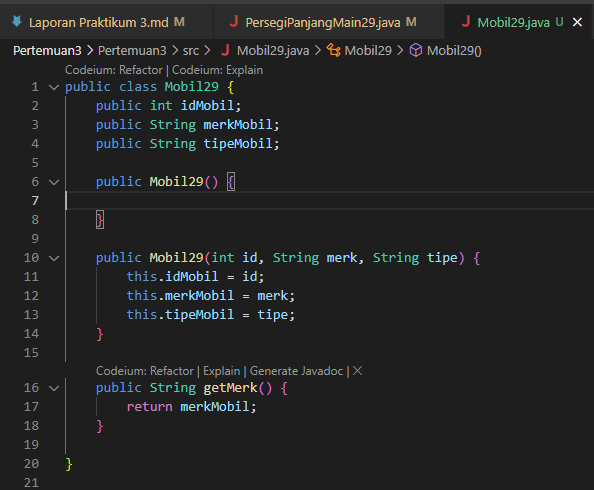 Laporan Praktikum 3.md M PersegiPanjangMain29.java M Mobil29.java U
Pertemuan3 > Pertemuan3 > src > Mobil29.java > Mobil29 > Mobil29()
Codeium: Refactor | Codeium: Explain
1 public class Mobil29 {
2 public int idMobil;
3 public String merkMobil;
4 public String tipeMobil;
5
6 public Mobil29() {
7
8 }
9
10 public Mobil29(int id, String merk, String tipe) {
11 this.idMobil = id;
12 this.merkMobil = merk;
13 this.tipeMobil = tipe;
14 }
15
Codeium: Refactor | Explain | Generate Javadoc | ×
16 public String getMerk() {
17 return merkMobil;
18 }
19
20 }
21